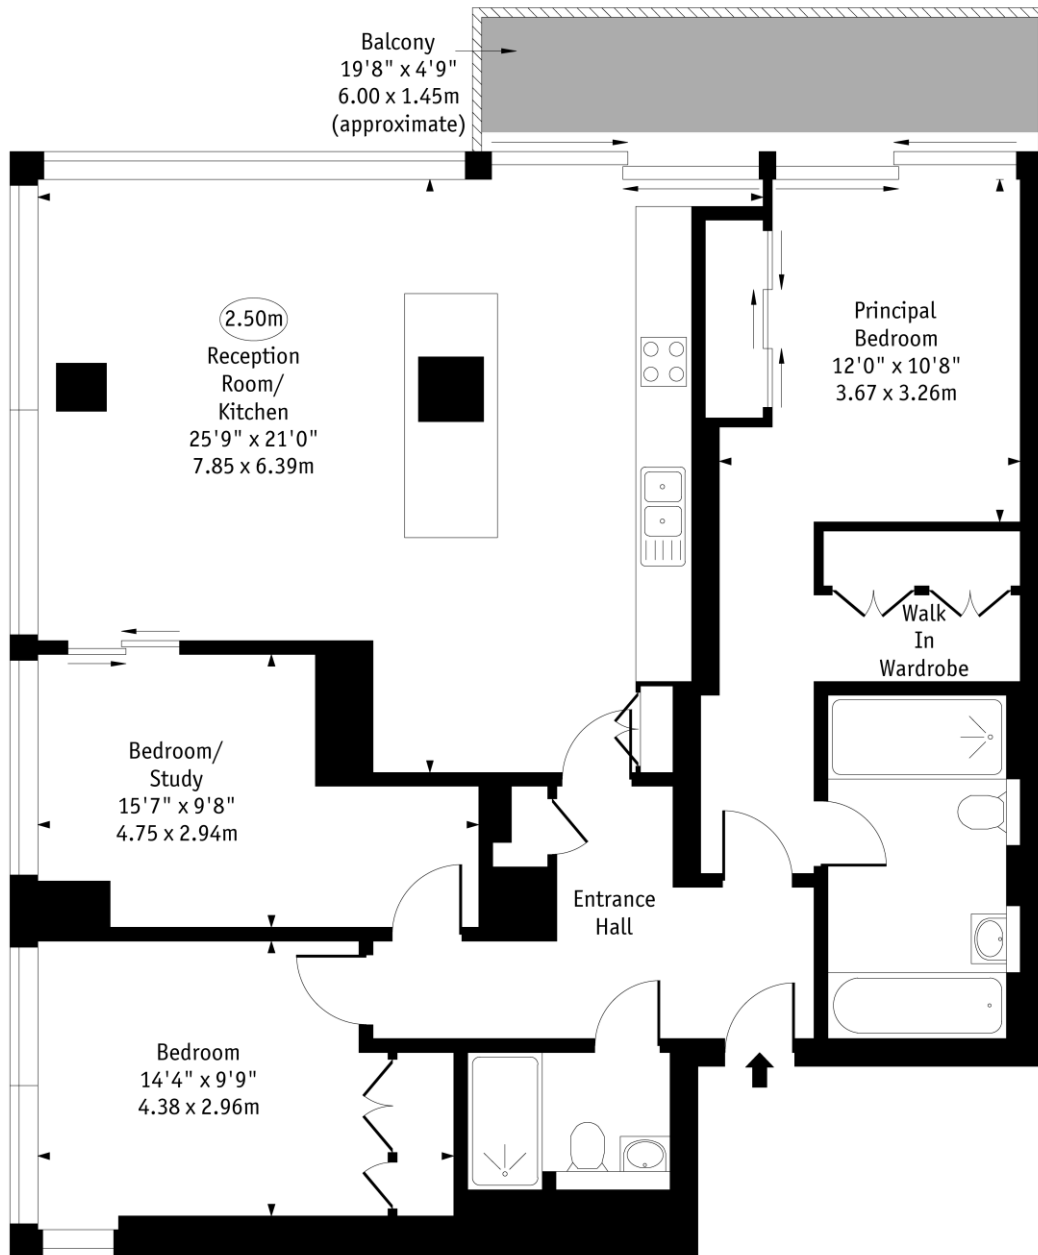 Balcony
19'8" x 4'9"
6.00 x 1.45m
(approximate)
2.50m
Reception
Room/
Kitchen
25'9" x 21'0"
7.85 x 6.39m
Principal
Bedroom
12'0" x 10'8"
3.67 x 3.26m
Walk
In
Wardrobe
Bedroom/
Study
15'7" x 9'8"
4.75 x 2.94m
Entrance
Hall
Bedroom
14'4" x 9'9"
4.38 x 2.96m